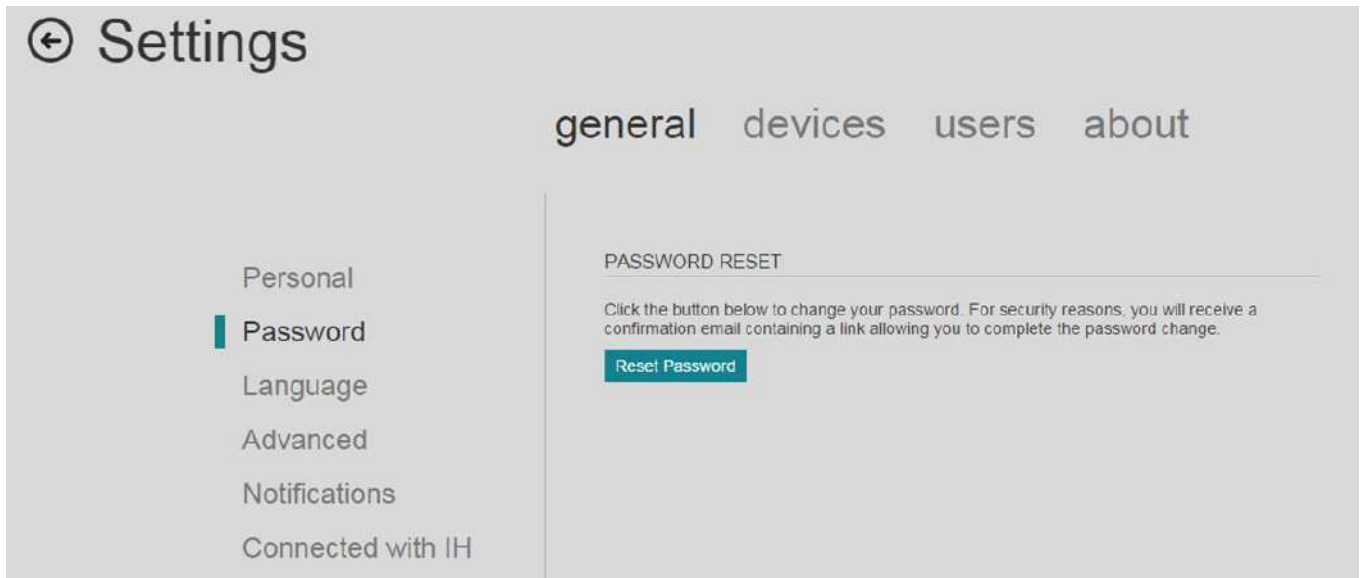 Settings
general devices users about
Personal
Password
Language
Advanced
Notifications
Connected with IH
PASSWORD RESET
Click the button below to change your password. For security reasons, you will receive a
confirmation email containing a link allowing you to complete the password change.
Reset Password